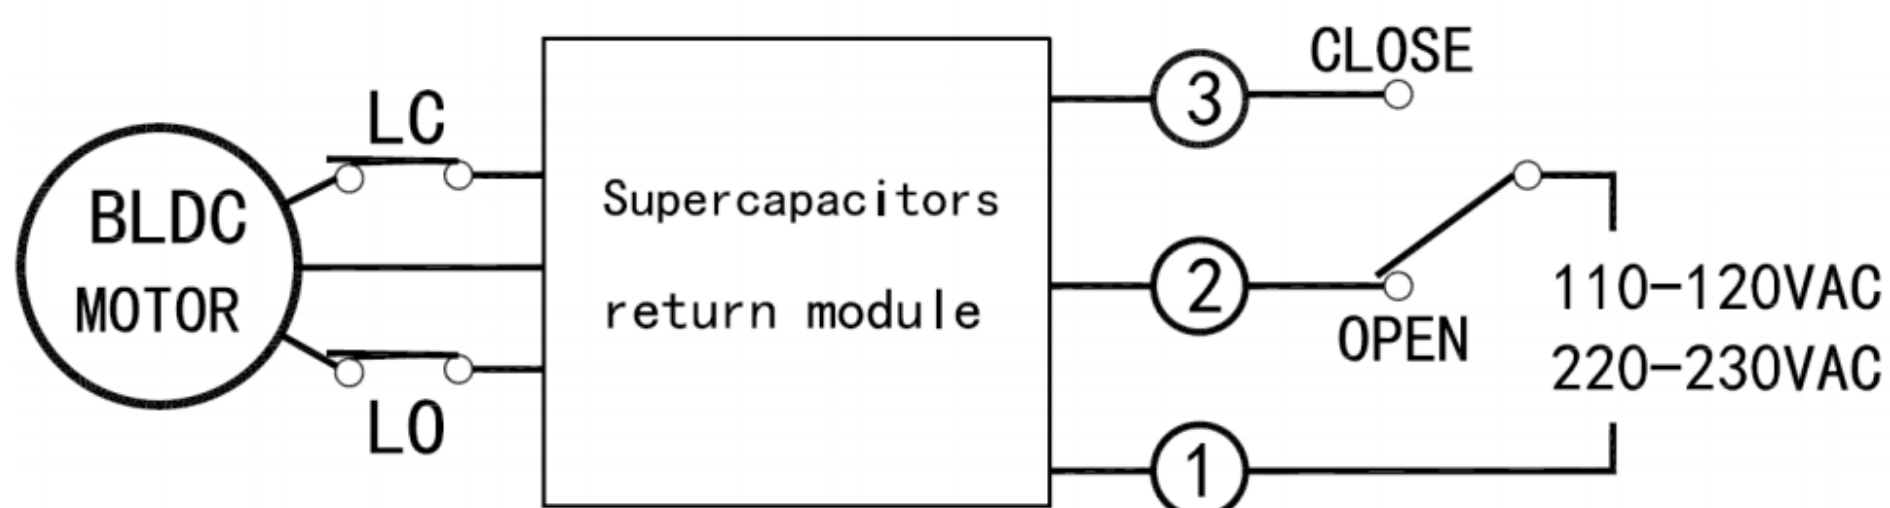 CLOSE
3
LC
BLDC
MOTOR
Supercapacitors
return module
2
OPEN
110-120VAC
220-230VAC
LO
1